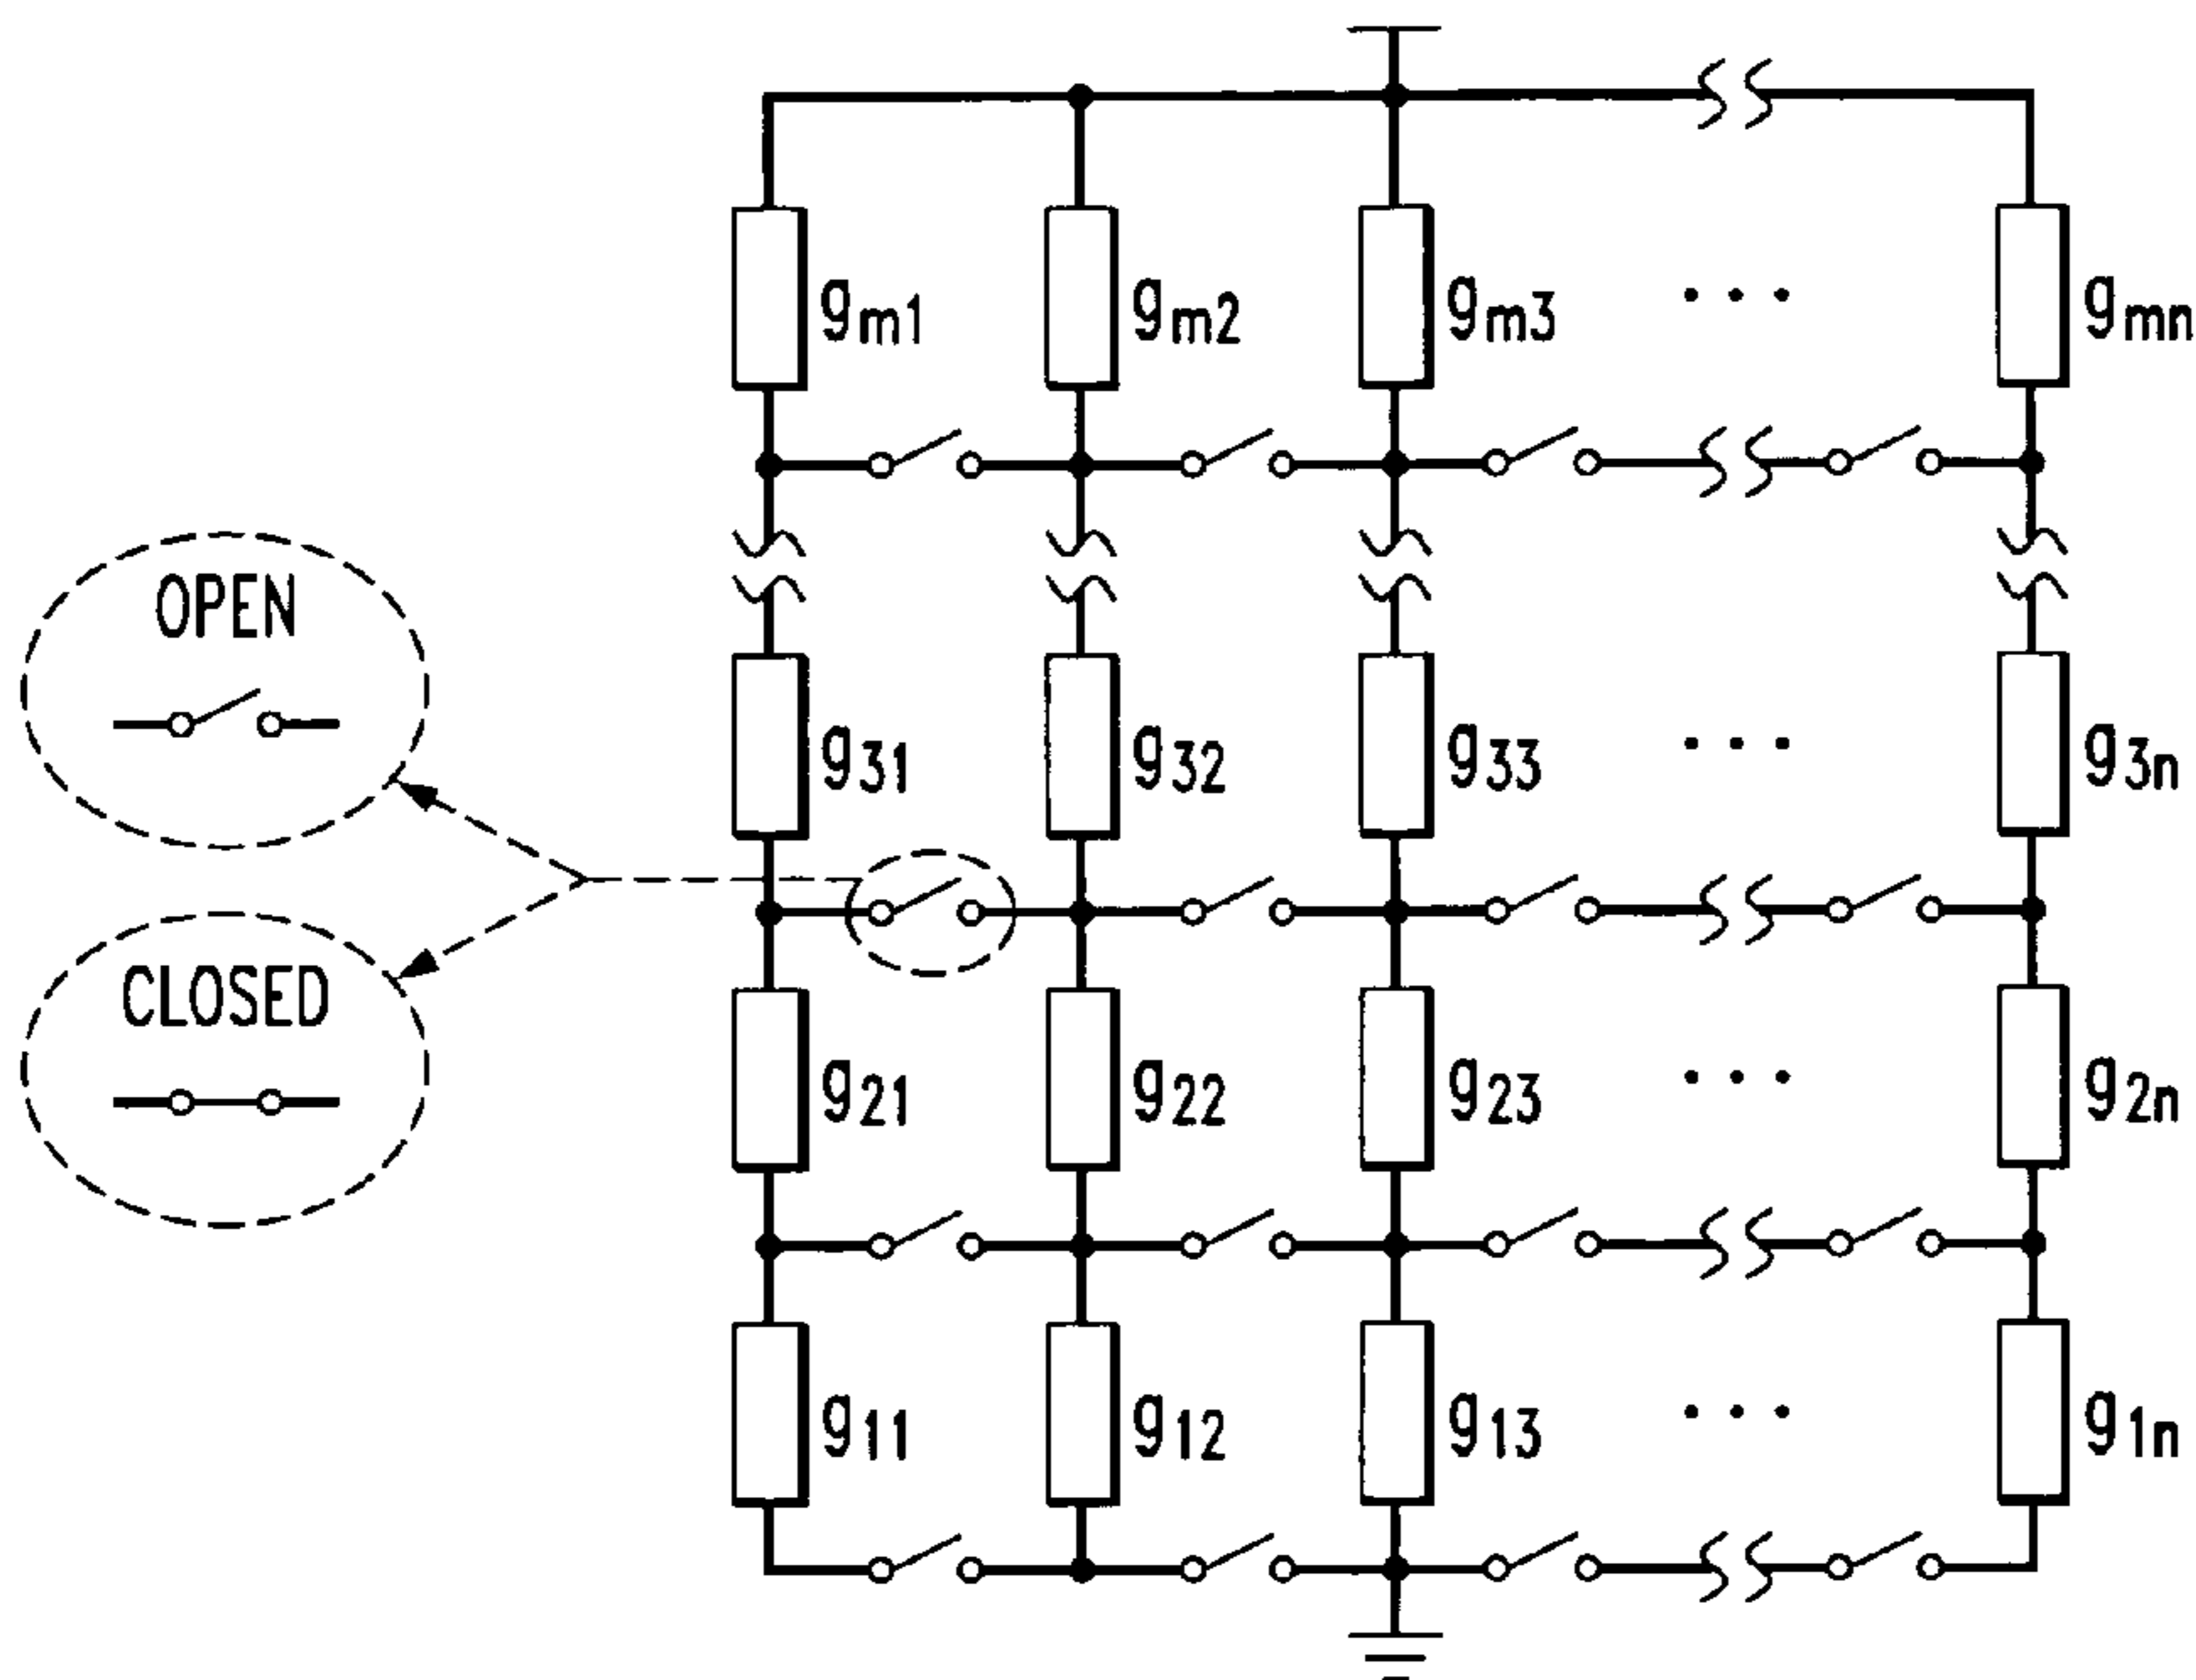 gm1 gm2 gm3 ... gmn
OPEN
g31 g32 g33 ... g3n
CLOSED
g21 g22 g23 ... g2n
g11 g12 g13 ... g1n